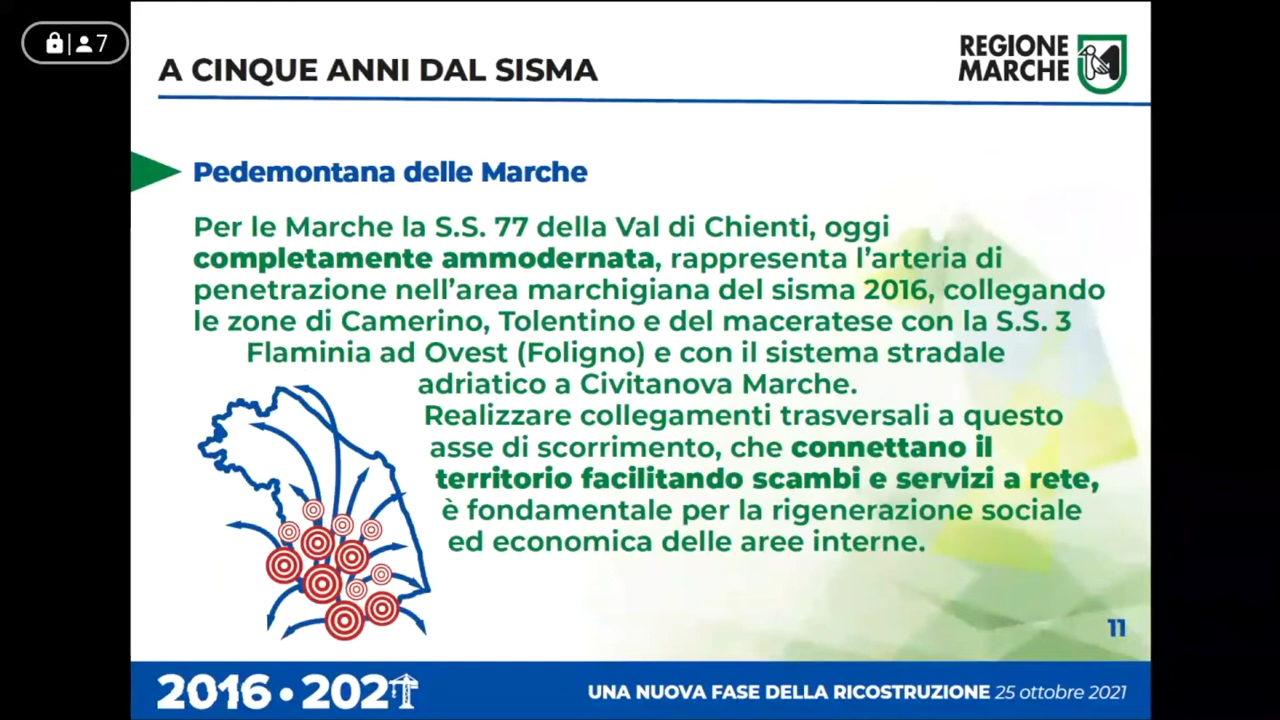 7
A CINQUE ANNI DAL SISMA
REGIONE
MARCHE
Pedemontana delle Marche
Per le Marche la S.S. 77 della Val di Chienti, oggi
completamente ammodernata, rappresenta l'arteria di
penetrazione nell'area marchigiana del sisma 2016, collegando
le zone di Camerino, Tolentino e del maceratese con la S.S. 3
Flaminia ad Ovest (Foligno) e con il sistema stradale
adriatico a Civitanova Marche.
Realizzare collegamenti trasversali a questo
asse di scorrimento, che connettano il
territorio facilitando scambi e servizi a rete,
è fondamentale per la rigenerazione sociale
ed economica delle aree interne.
11
2016 • 2021
UNA NUOVA FASE DELLA RICOSTRUZIONE 25 ottobre 2021